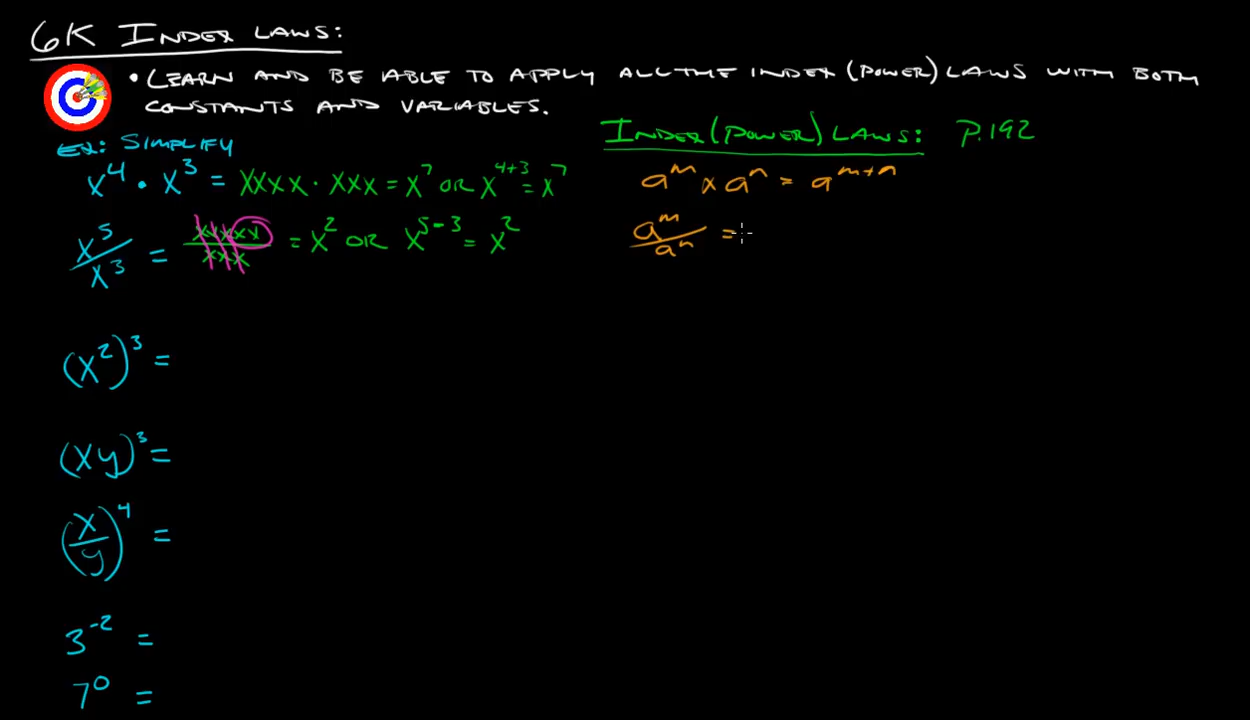 6K INDEX LAWS:
• LEARN AND BE ABLE TO APPLY ALL THE INDEX (POWER) LAWS WITH BOTH
CONSTANTS AND VARIABLES.
EX: SIMPLIFY
x⁴ · x³ = xxxx · xxx = x⁷ OR x⁴⁺³ = x⁷
x⁵/x³ = xxxxx/xxx = x² OR x⁵⁻³ = x²
(x²)³ =
(xy)³ =
(x/y)⁴ =
3⁻² =
7⁰ =
INDEX (POWER) LAWS: P.192
aᵐ × aⁿ = aᵐ⁺ⁿ
aᵐ/aⁿ =